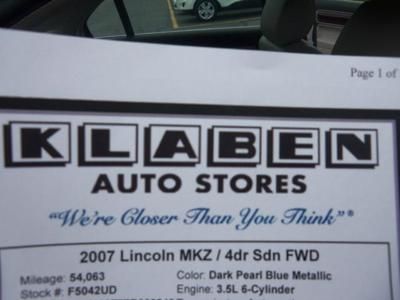 Page 1 of
KLABEN
AUTO STORES
"We're Closer Than You Think"®
2007 Lincoln MKZ / 4dr Sdn FWD
Mileage: 54,063 Color: Dark Pearl Blue Metallic
Stock #: F5042UD Engine: 3.5L 6-Cylinder